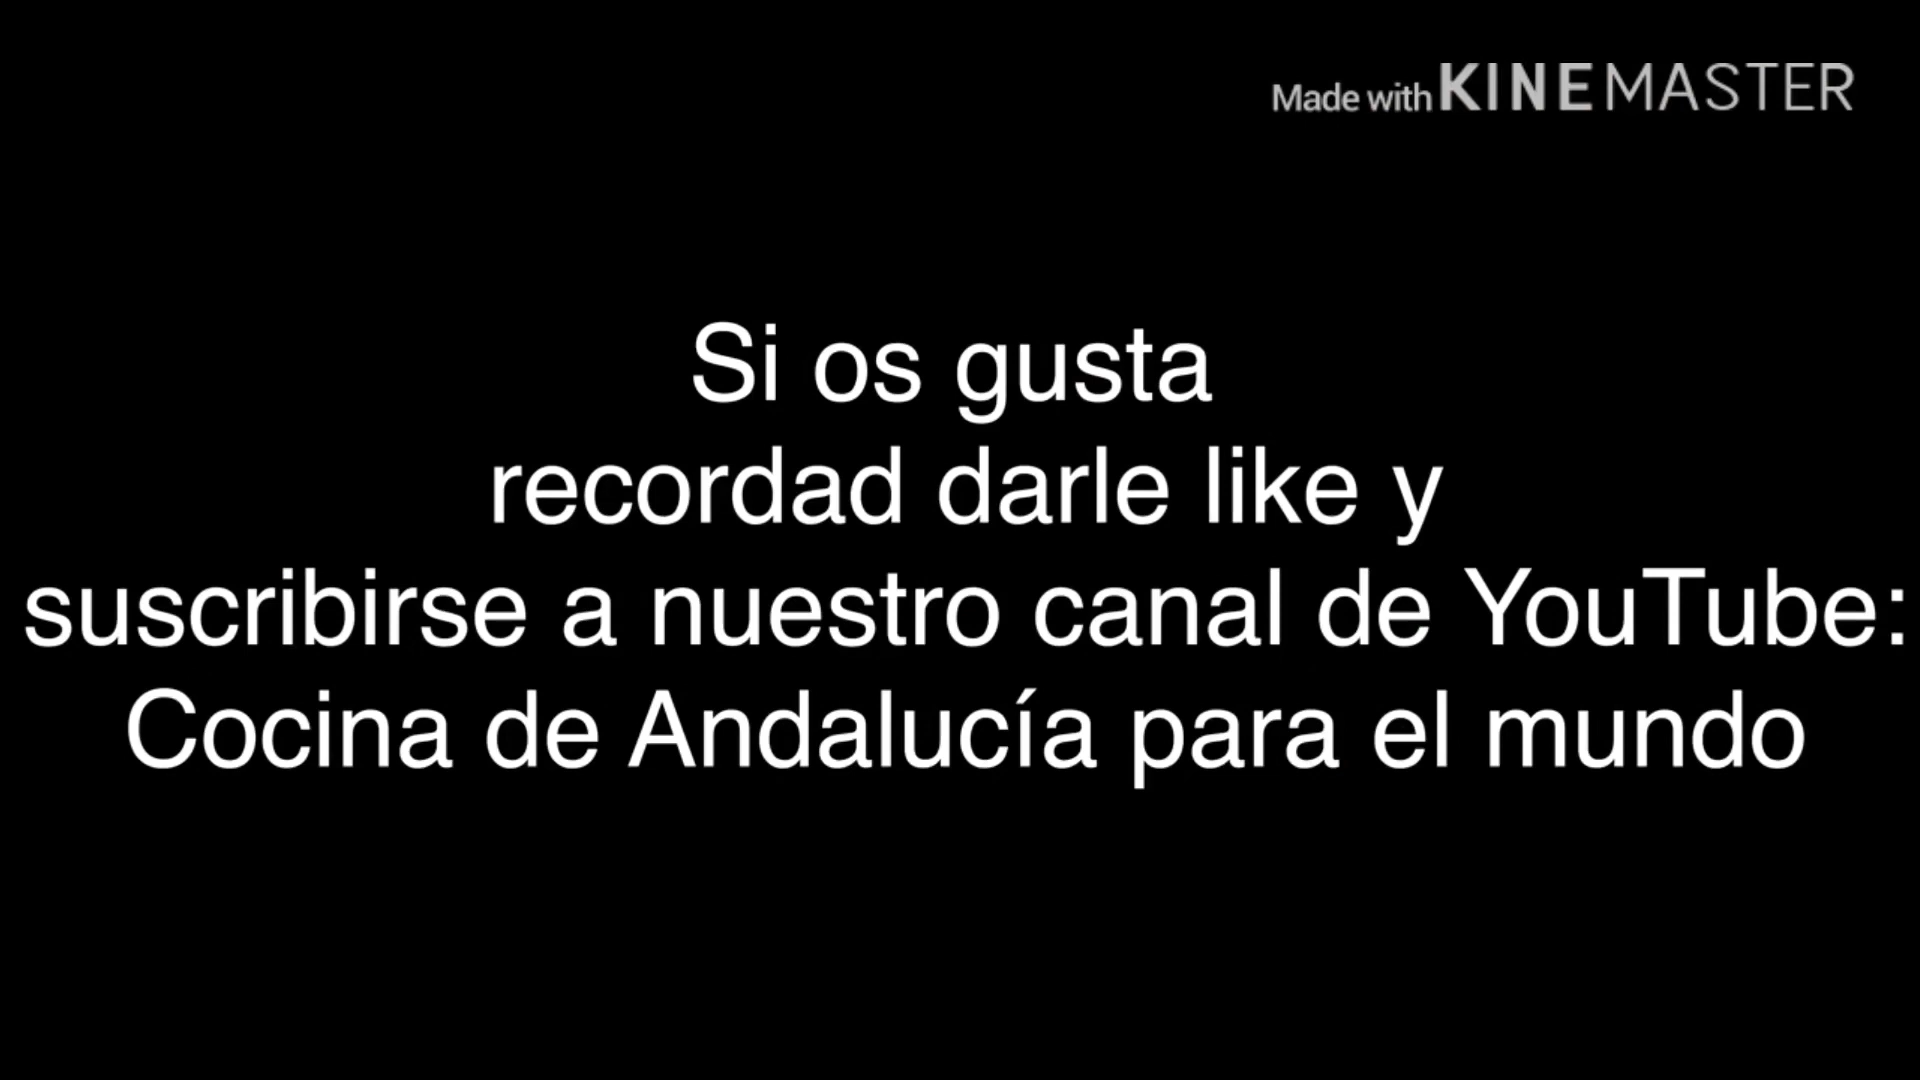 Made with KINEMASTER
Si os gusta
recordad darle like y
suscribirse a nuestro canal de YouTube:
Cocina de Andalucía para el mundo